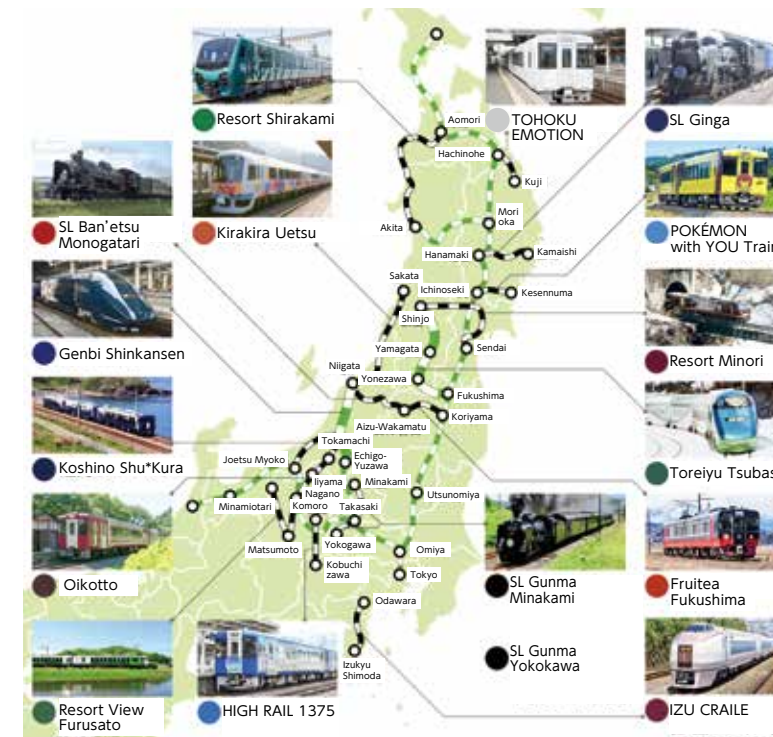 Resort Shirakami
TOHOKU
EMOTION
SL Ginga
SL Ban'etsu
Monogatari
Kirakira Uetsu
POKÉMON
with YOU Train
Genbi Shinkansen
Resort Minori
Koshino Shu*Kura
Toreiyu Tsubas
Oikotto
SL Gunma
Minakami
Fruitea
Fukushima
Resort View
Furusato
HIGH RAIL 1375
SL Gunma
Yokokawa
IZU CRAILE
Aomori
Hachinohe
Kuji
Akita
Mori
oka
Hanamaki
Kamaishi
Sakata
Ichinoseki
Kesennuma
Shinjo
Yamagata
Sendai
Niigata
Yonezawa
Fukushima
Koriyama
Aizu-Wakamatu
Tokamachi
Joetsu Myoko
Echigo-
Yuzawa
Iiyama
Minakami
Nagano
Minamiotari
Komoro
Takasaki
Utsunomiya
Matsumoto
Yokogawa
Omiya
Kobuchi
zawa
Tokyo
Odawara
Izukyu
Shimoda